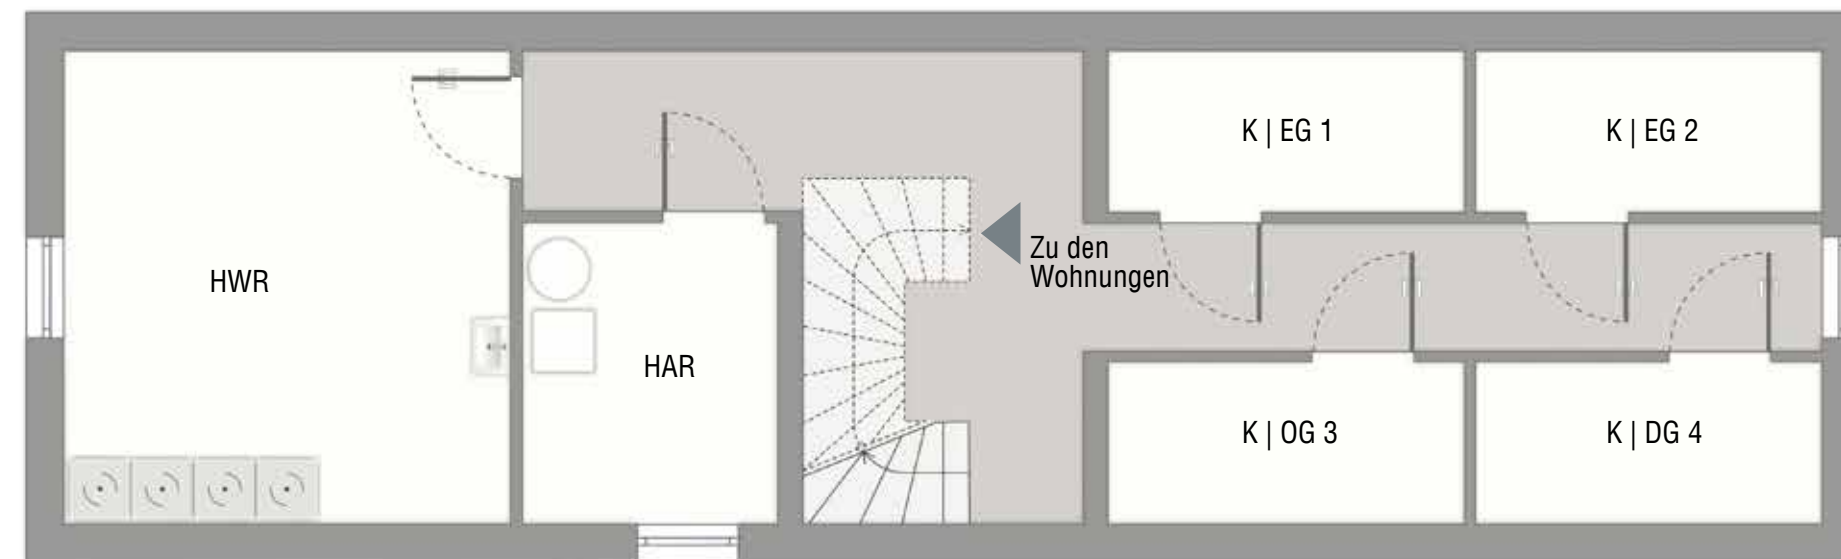 K | EG 1
K | EG 2
Zu den
Wohnungen
HWR
HAR
K | OG 3
K | DG 4